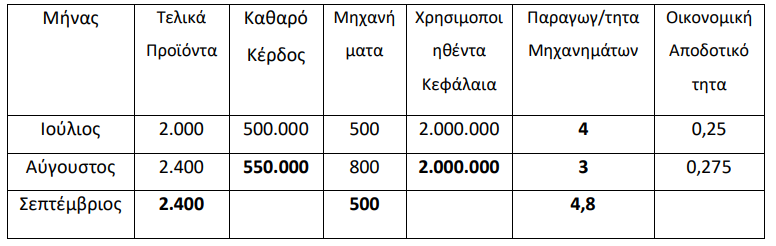 Μήνας Τελικά Προϊόντα Καθαρό Κέρδος Μηχανή ματα Χρησιμοποι ηθέντα Κεφάλαια Παραγωγ/τητα Μηχανημάτων Οικονομική Αποδοτικό τητα
Ιούλιος 2.000 500.000 500 2.000.000 4 0,25
Αύγουστος 2.400 550.000 800 2.000.000 3 0,275
Σεπτέμβριος 2.400 500 4,8